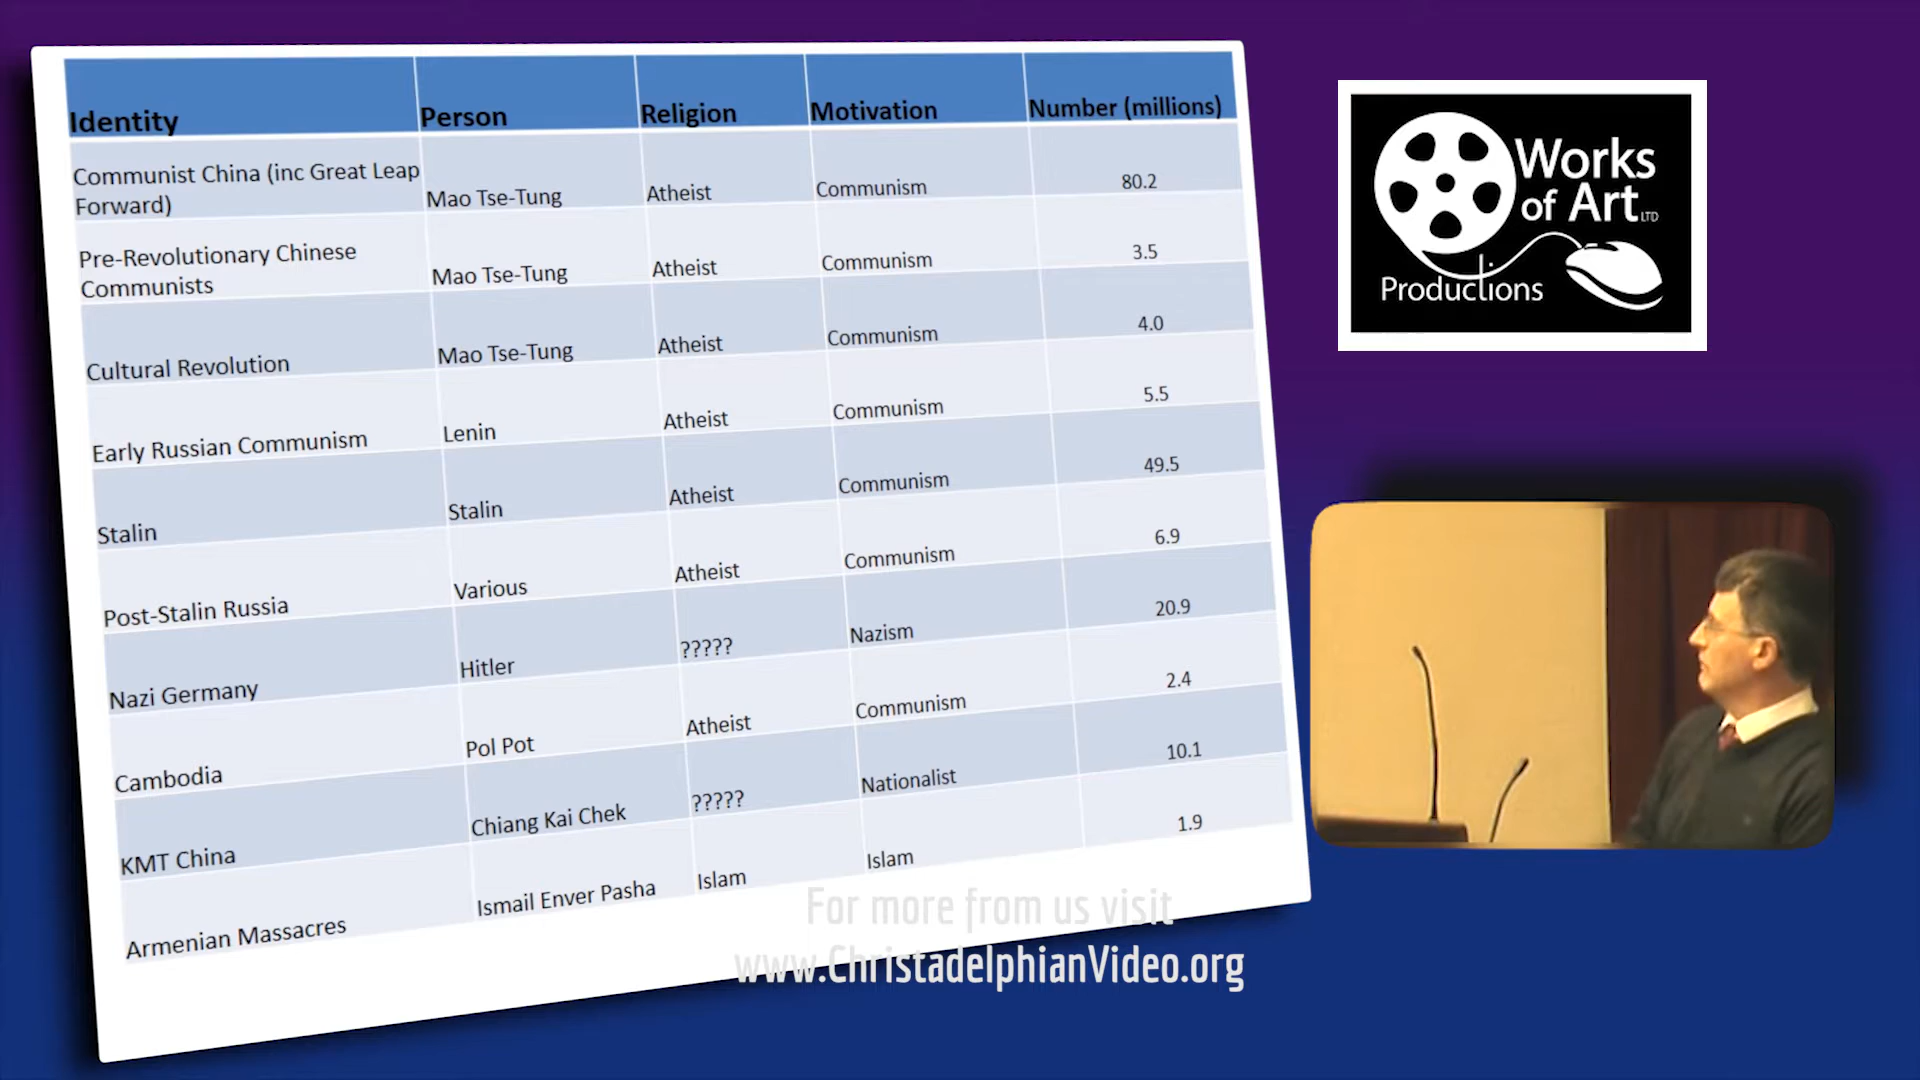 Identity Person Religion Motivation Number (millions)
Communist China (inc Great Leap
Forward) Mao Tse-Tung Atheist Communism 80.2
Pre-Revolutionary Chinese
Communists Mao Tse-Tung Atheist Communism 3.5
Cultural Revolution Mao Tse-Tung Atheist Communism 4.0
Early Russian Communism Lenin Atheist Communism 5.5
Stalin Stalin Atheist Communism 49.5
Post-Stalin Russia Various Atheist Communism 6.9
Nazi Germany Hitler ????? Nazism 20.9
Cambodia Pol Pot Atheist Communism 2.4
KMT China Chiang Kai Chek ????? Nationalist 10.1
Armenian Massacres Ismail Enver Pasha Islam Islam 1.9
Works
of Art LTD
Productions
For more from us visit
www.ChristadelphianVideo.org